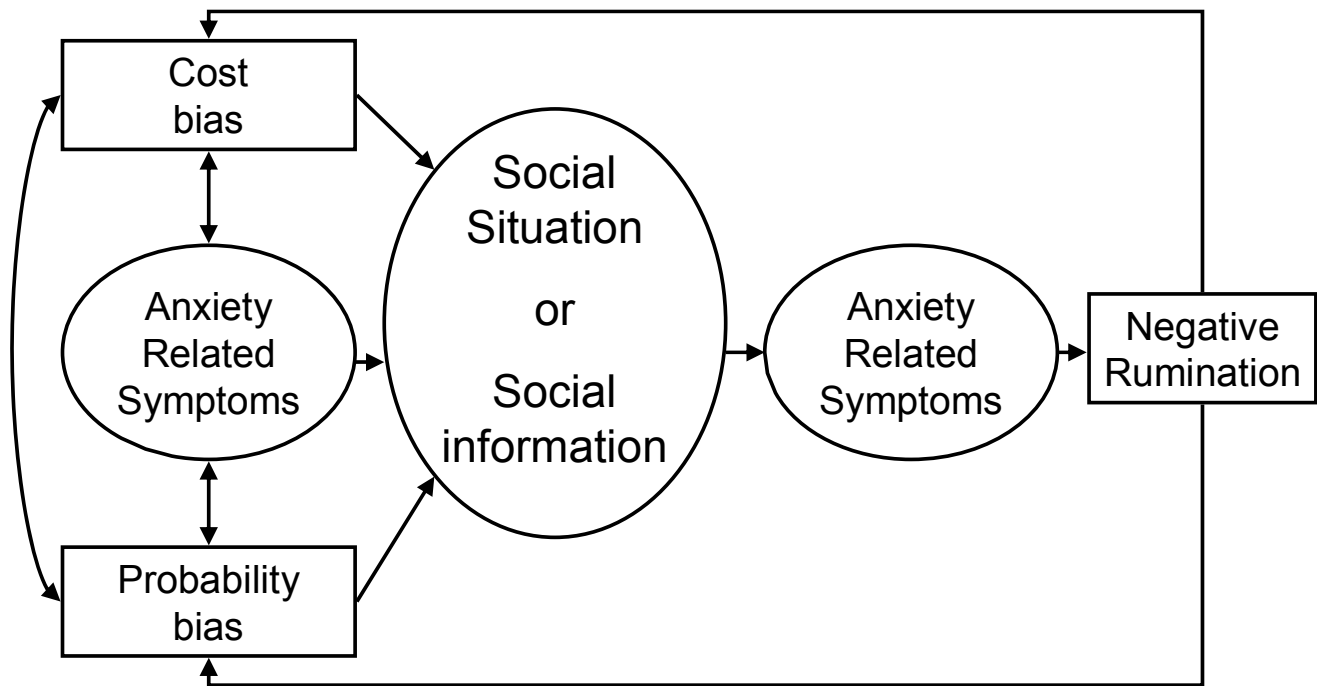 Cost
bias
Social
Situation
or
Social
information
Anxiety
Related
Symptoms
Anxiety
Related
Symptoms
Negative
Rumination
Probability
bias